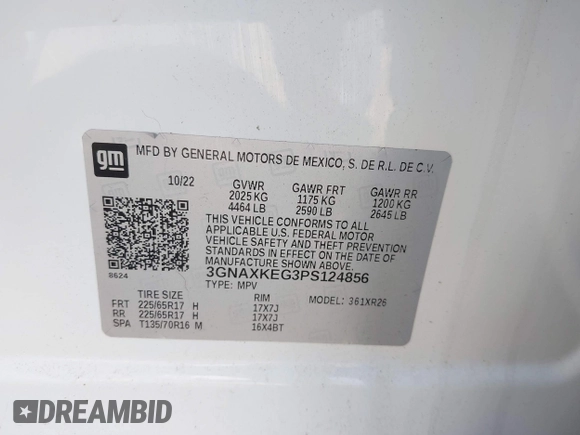 gm MFD BY GENERAL MOTORS DE MEXICO, S. DE R.L. DE C.V.
10/22 GVWR GAWR FRT GAWR RR
2025 KG 1175 KG 1200 KG
4464 LB 2590 LB 2645 LB
THIS VEHICLE CONFORMS TO ALL
APPLICABLE U.S. FEDERAL MOTOR
VEHICLE SAFETY AND THEFT PREVENTION
STANDARDS IN EFFECT ON THE DATE OF
MANUFACTURE SHOWN ABOVE.
8624 3GNAXKEG3PS124856
TYPE: MPV
TIRE SIZE RIM MODEL: 361XR26
FRT 225/65R17 H 17X7J
RR 225/65R17 H 17X7J
SPA T135/70R16 M 16X4BT
DREAMBID